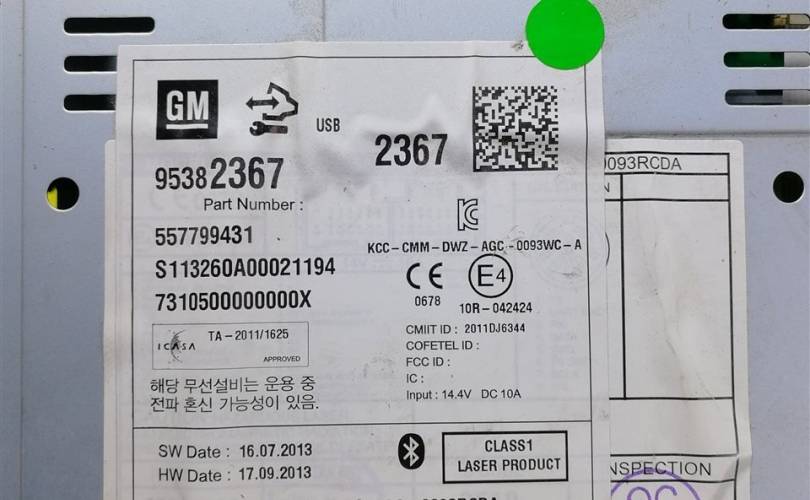 GM
USB
2367
95382367
Part Number :
557799431
S113260A00021194
7310500000000X
KCC-CMM-DWZ-AGC-0093WC-A
CE
0678
E4
10R-042424
ICASA
TA-2011/1625
APPROVED
CMIIT ID : 2011DJ6344
COFETEL ID :
FCC ID :
IC :
Input : 14.4V DC 10A
해당 무선설비는 운용 중
전파 혼신 가능성이 있음.
SW Date : 16.07.2013
HW Date : 17.09.2013
CLASS1
LASER PRODUCT
0093RCDA
N
NSPECTION